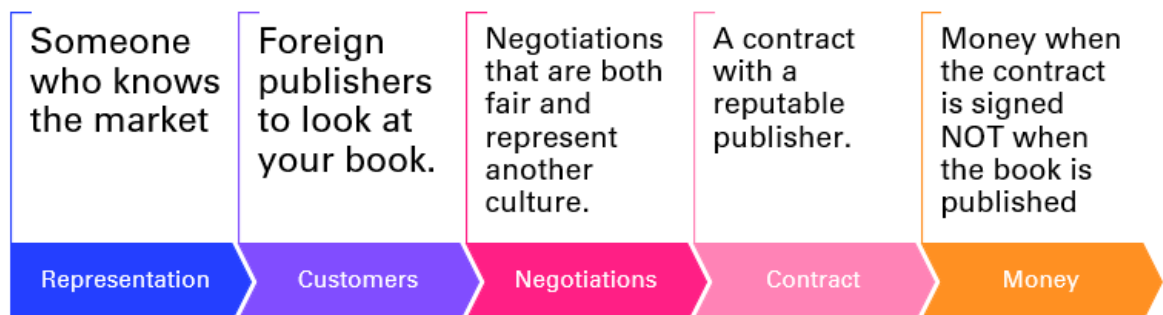 Someone
who knows
the market
Foreign
publishers
to look at
your book.
Negotiations
that are both
fair and
represent
another
culture.
A contract
with a
reputable
publisher.
Money when
the contract
is signed
NOT when
the book is
published
Representation
Customers
Negotiations
Contract
Money